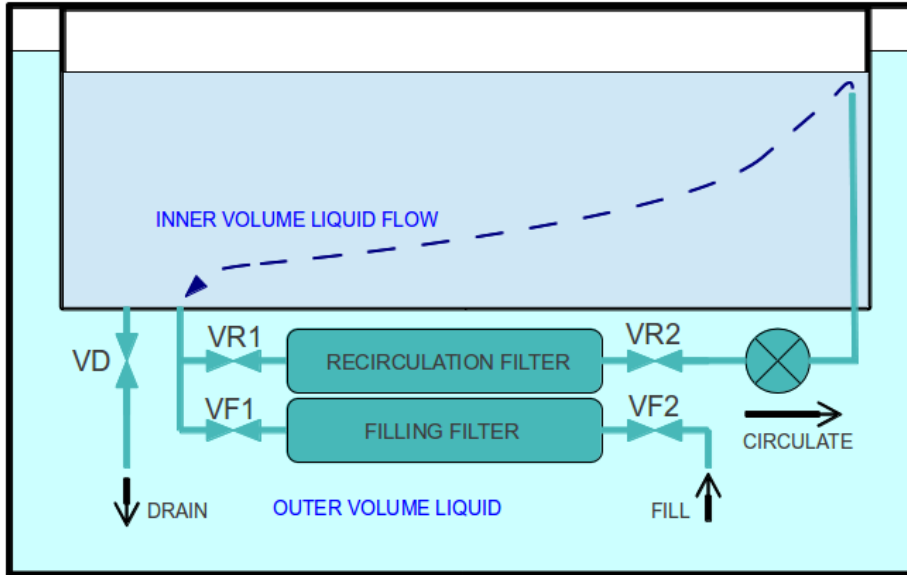 INNER VOLUME LIQUID FLOW
VR1
VR2
VD
RECIRCULATION FILTER
VF1
VF2
FILLING FILTER
CIRCULATE
DRAIN
OUTER VOLUME LIQUID
FILL